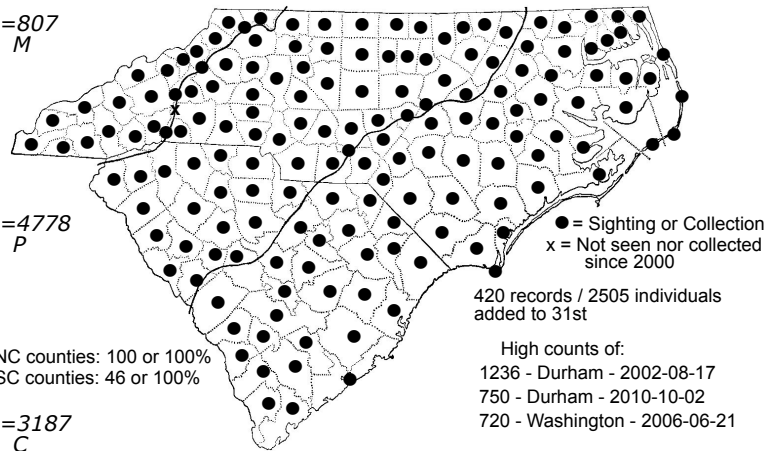 =807
M
=4778
P
= Sighting or Collection
x = Not seen nor collected
since 2000
420 records / 2505 individuals
added to 31st
NC counties: 100 or 100%
SC counties: 46 or 100%
High counts of:
1236 - Durham - 2002-08-17
750 - Durham - 2010-10-02
720 - Washington - 2006-06-21
=3187
C
x